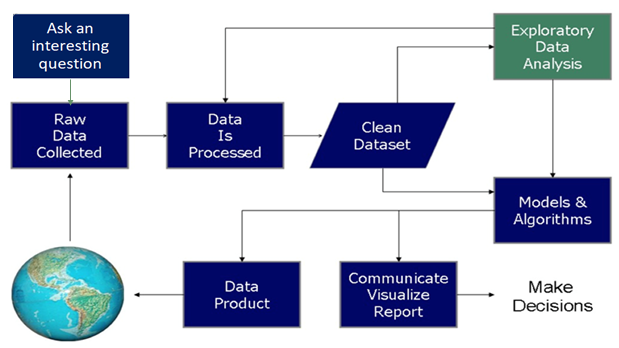 Ask an
interesting
question
Exploratory
Data
Analysis
Raw
Data
Collected
Data
Is
Processed
Clean
Dataset
Models &
Algorithms
Data
Product
Communicate
Visualize
Report
Make
Decisions